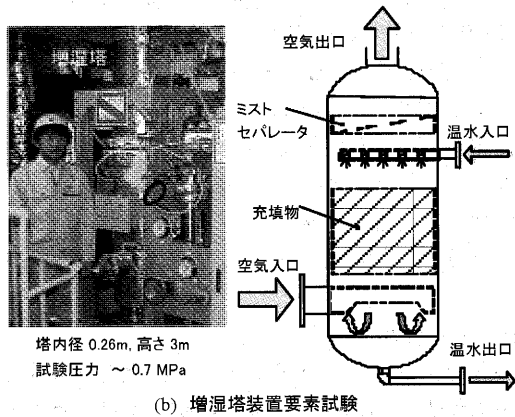 増湿塔
塔内径 0.26m, 高さ 3m
試験圧力 ～ 0.7 MPa
空気出口
ミスト
セパレータ
温水入口
充填物
空気入口
温水出口
(b) 増湿塔装置要素試験